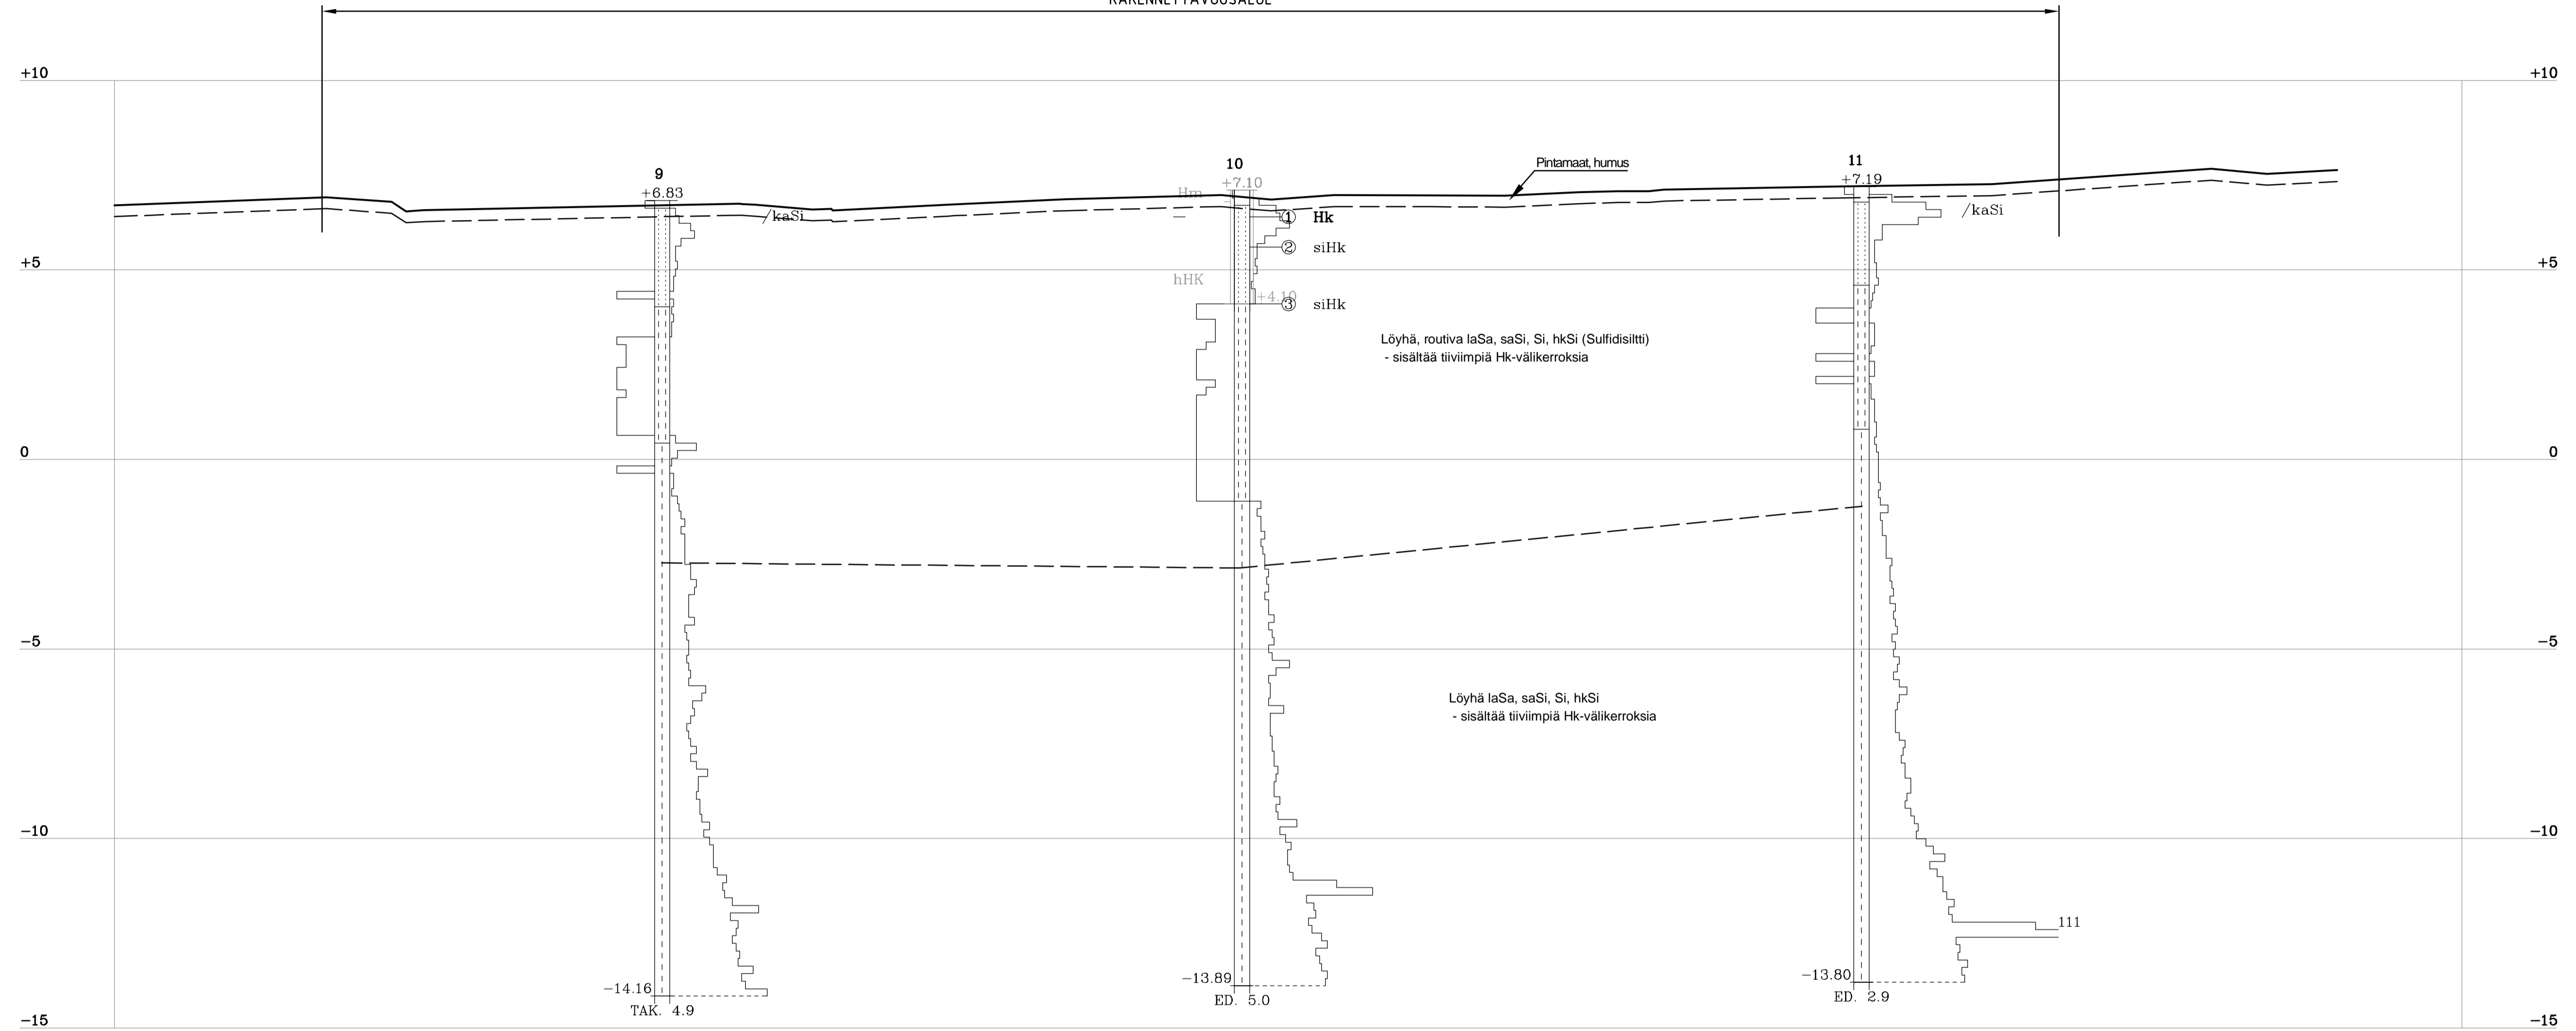 RAKENNETTAVUUSALUE
+10 +10
9 10 11
Pintamaat, humus
+6.83 Hm +7.10 +7.19
/kaSi 1 Hk /kaSi
2 siHk
+5 +5
hHK +4.10
3 siHk
Löyhä, routiva laSa, saSi, Si, hkSi (Sulfidisiltti)
- sisältää tiiviimpiä Hk-välikerroksia
0 0
-5 -5
Löyhä laSa, saSi, Si, hkSi
- sisältää tiiviimpiä Hk-välikerroksia
-10 -10
111
-14.16 -13.89 -13.80
TAK. 4.9 ED. 5.0 ED. 2.9
-15 -15